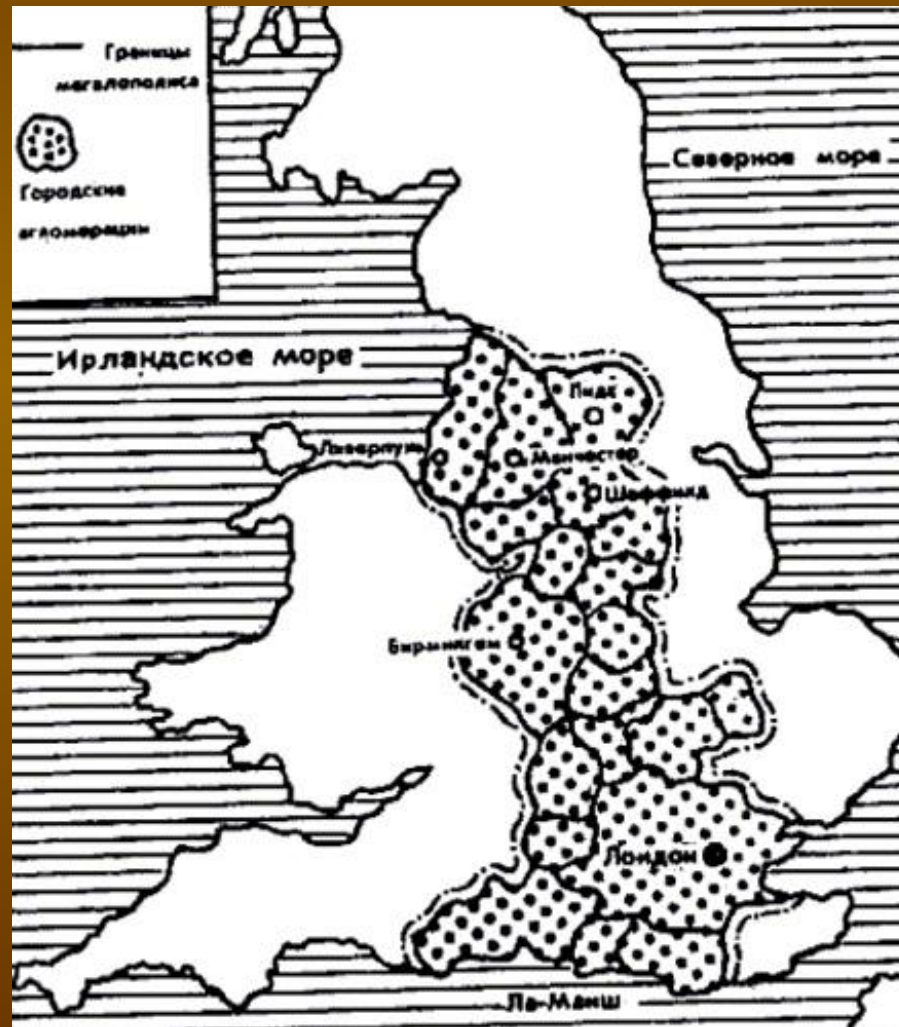 Границы
мегалополиса
Городские
агломерации
Северное море
Ирландское море
Лидс
Ливерпуль
Манчестер
Шеффилд
Бирмингем
Лондон
Ла-Манш